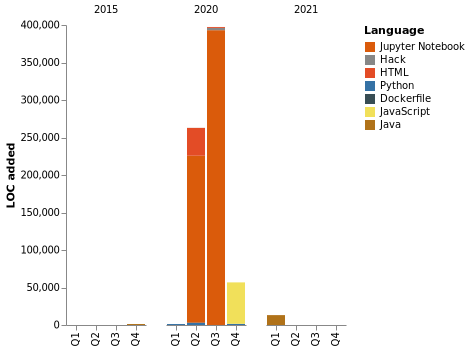 2015 2020 2021
400,000
350,000
300,000
250,000
200,000
150,000
100,000
50,000
0
LOC added
Q1 Q2 Q3 Q4 Q1 Q2 Q3 Q4 Q1 Q2 Q3 Q4
Language
Jupyter Notebook
Hack
HTML
Python
Dockerfile
JavaScript
Java